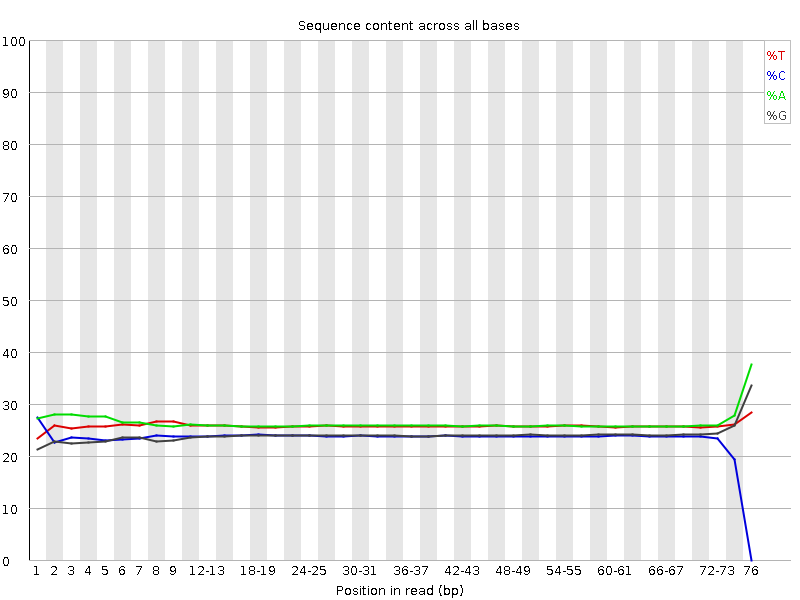 Sequence content across all bases
100
90
80
70
60
50
40
30
20
10
0
%T
%C
%A
%G
1 2 3 4 5 6 7 8 9 12-13 18-19 24-25 30-31 36-37 42-43 48-49 54-55 60-61 66-67 72-73 76
Position in read (bp)